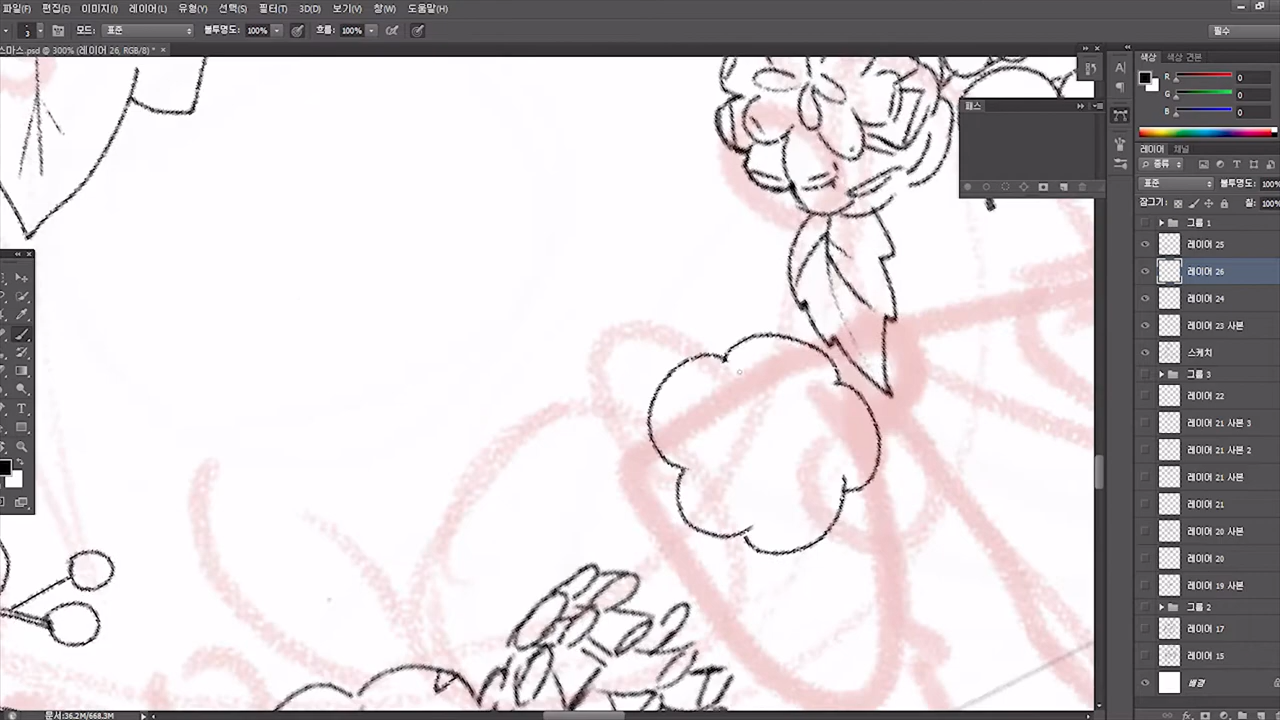 파일(F) 편집(E) 이미지(I) 레이어(L) 유형(Y) 선택(S) 필터(T) 3D(D) 보기(V) 창(W) 도움말(H)
3 모드: 표준 불투명도: 100% 흐름: 100% 필수
스마스.psd @ 300% (레이어 26, RGB/8) * ×
색상 색상 견본
R 0
G 0
B 0
패스
레이어 채널
종류
표준 불투명도: 100%
잠그기: 칠: 100%
그룹 1
레이어 25
레이어 26
레이어 24
레이어 23 사본
스케치
그룹 3
레이어 22
레이어 21 사본 3
레이어 21 사본 2
레이어 21 사본
레이어 21
레이어 20 사본
레이어 20
레이어 19 사본
그룹 2
레이어 17
레이어 15
배경
문서:36.2M/668.3M